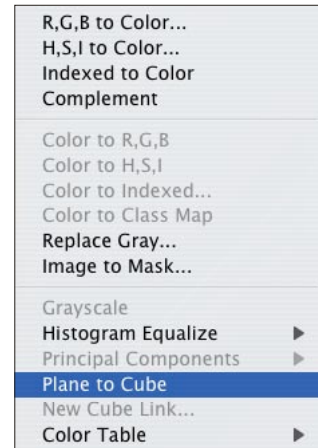 R,G,B to Color...
H,S,I to Color...
Indexed to Color
Complement
Color to R,G,B
Color to H,S,I
Color to Indexed...
Color to Class Map
Replace Gray...
Image to Mask...
Grayscale
Histogram Equalize
Principal Components
Plane to Cube
New Cube Link...
Color Table